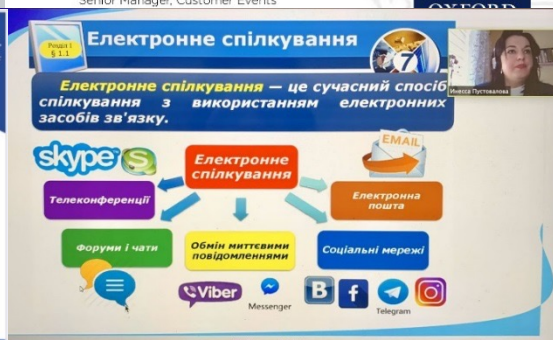 Senior Manager, Customer Events
OXFORD
Розділ 1
§ 1.1
Електронне спілкування
7
Инесса Пустовалова
Електронне спілкування — це сучасний спосіб
спілкування з використанням електронних
засобів зв'язку.
skype S
Електронне
спілкування
EMAIL
Телеконференції
Електронна
пошта
Форуми і чати
Обмін миттєвими
повідомленнями
Соціальні мережі
Viber
Messenger
B f
Telegram